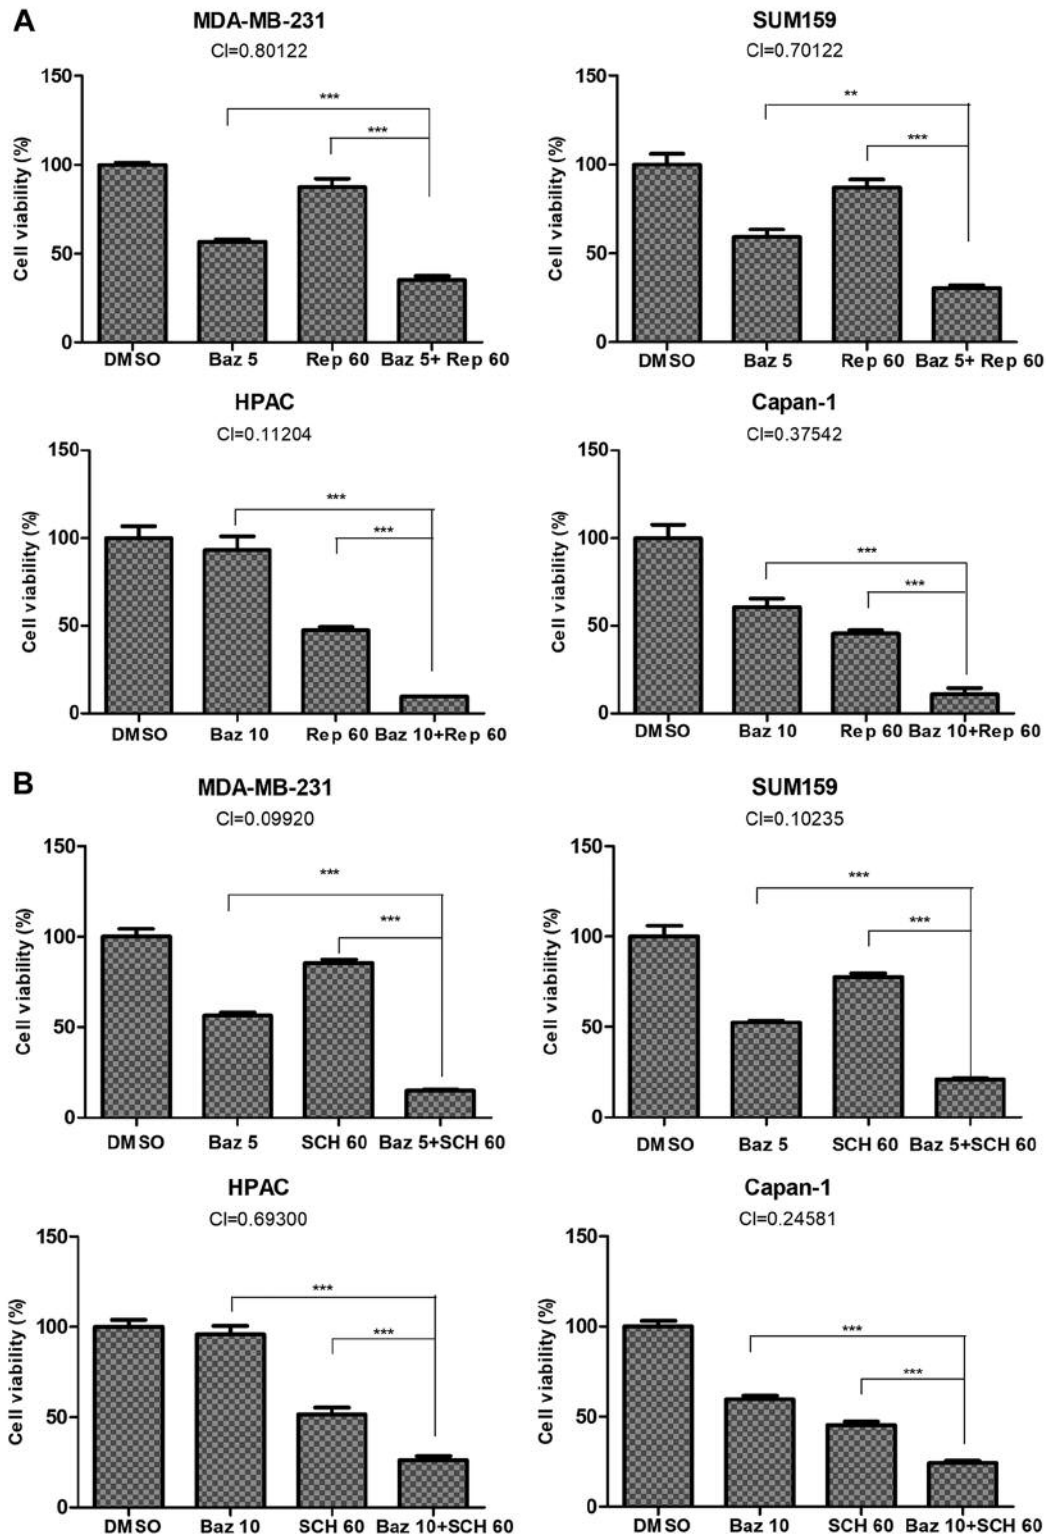 A
MDA-MB-231
CI=0.80122
150
100
50
0
Cell viability (%)
***
***
DMSO
Baz 5
Rep 60
Baz 5+ Rep 60
SUM159
CI=0.70122
150
100
50
0
Cell viability (%)
**
***
DMSO
Baz 5
Rep 60
Baz 5+ Rep 60
HPAC
CI=0.11204
150
100
50
0
Cell viability (%)
***
***
DMSO
Baz 10
Rep 60
Baz 10+Rep 60
Capan-1
CI=0.37542
150
100
50
0
Cell viability (%)
***
***
DMSO
Baz 10
Rep 60
Baz 10+Rep 60
B
MDA-MB-231
CI=0.09920
150
100
50
0
Cell viability (%)
***
***
DMSO
Baz 5
SCH 60
Baz 5+SCH 60
SUM159
CI=0.10235
150
100
50
0
Cell viability (%)
***
***
DMSO
Baz 5
SCH 60
Baz 5+SCH 60
HPAC
CI=0.69300
150
100
50
0
Cell viability (%)
***
***
DMSO
Baz 10
SCH 60
Baz 10+SCH 60
Capan-1
CI=0.24581
150
100
50
0
Cell viability (%)
***
***
DMSO
Baz 10
SCH 60
Baz 10+SCH 60